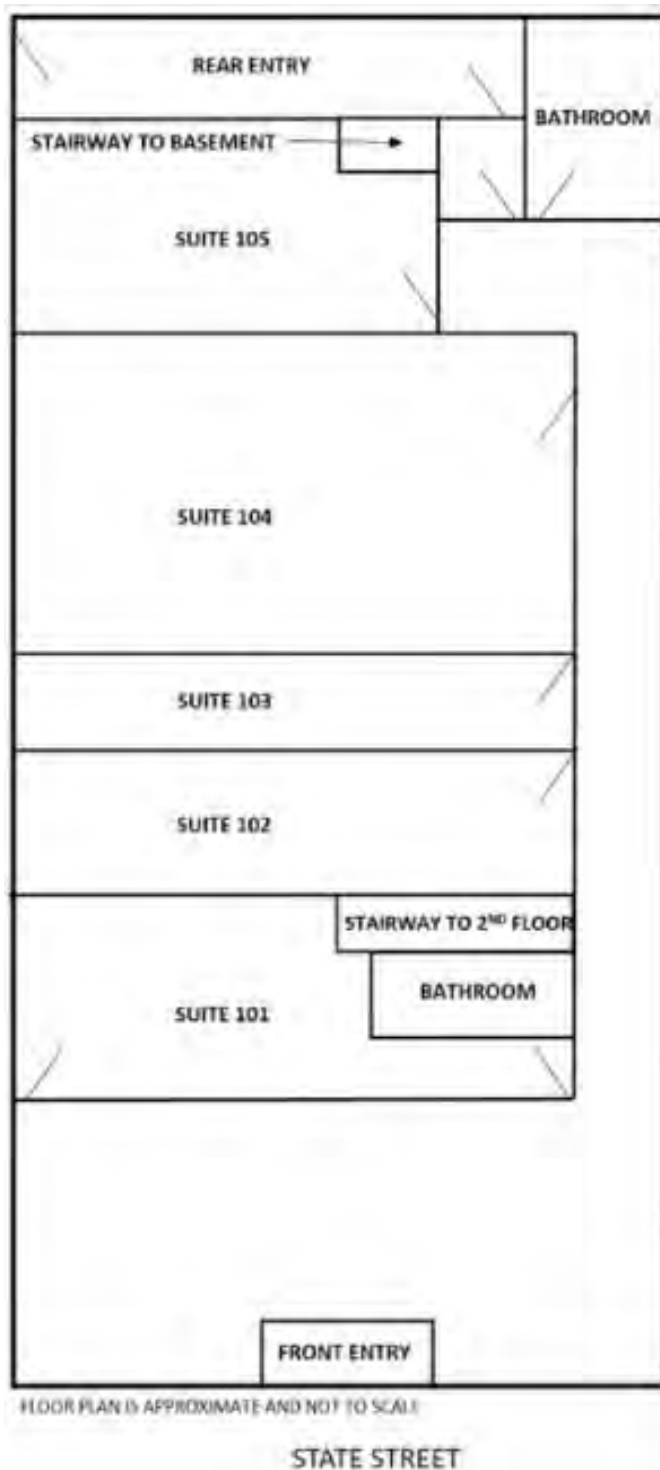 REAR ENTRY
BATHROOM
STAIRWAY TO BASEMENT
SUITE 105
SUITE 104
SUITE 103
SUITE 102
STAIRWAY TO 2ND FLOOR
BATHROOM
SUITE 101
FRONT ENTRY
FLOOR PLAN IS APPROXIMATE AND NOT TO SCALE
STATE STREET